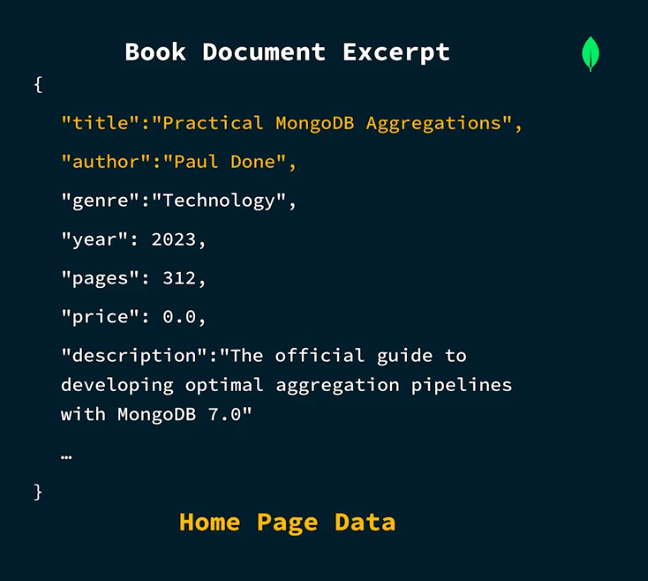 Book Document Excerpt
{
"title":"Practical MongoDB Aggregations",
"author":"Paul Done",
"genre":"Technology",
"year": 2023,
"pages": 312,
"price": 0.0,
"description":"The official guide to
developing optimal aggregation pipelines
with MongoDB 7.0"
…
}
Home Page Data